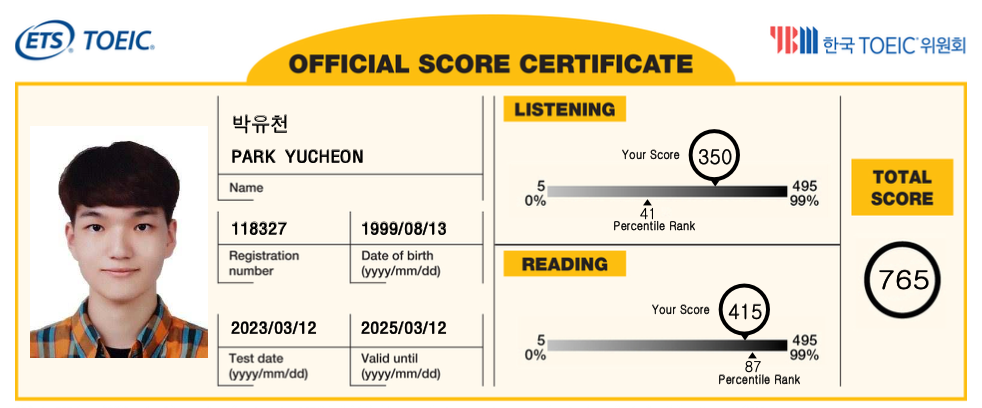 ETS TOEIC
OFFICIAL SCORE CERTIFICATE
YBM 한국 TOEIC 위원회
박유천
PARK YUCHEON
Name
118327
Registration
number
1999/08/13
Date of birth
(yyyy/mm/dd)
2023/03/12
Test date
(yyyy/mm/dd)
2025/03/12
Valid until
(yyyy/mm/dd)
LISTENING
Your Score 350
5 495
0% 99%
41
Percentile Rank
READING
Your Score 415
5 495
0% 99%
87
Percentile Rank
TOTAL
SCORE
765